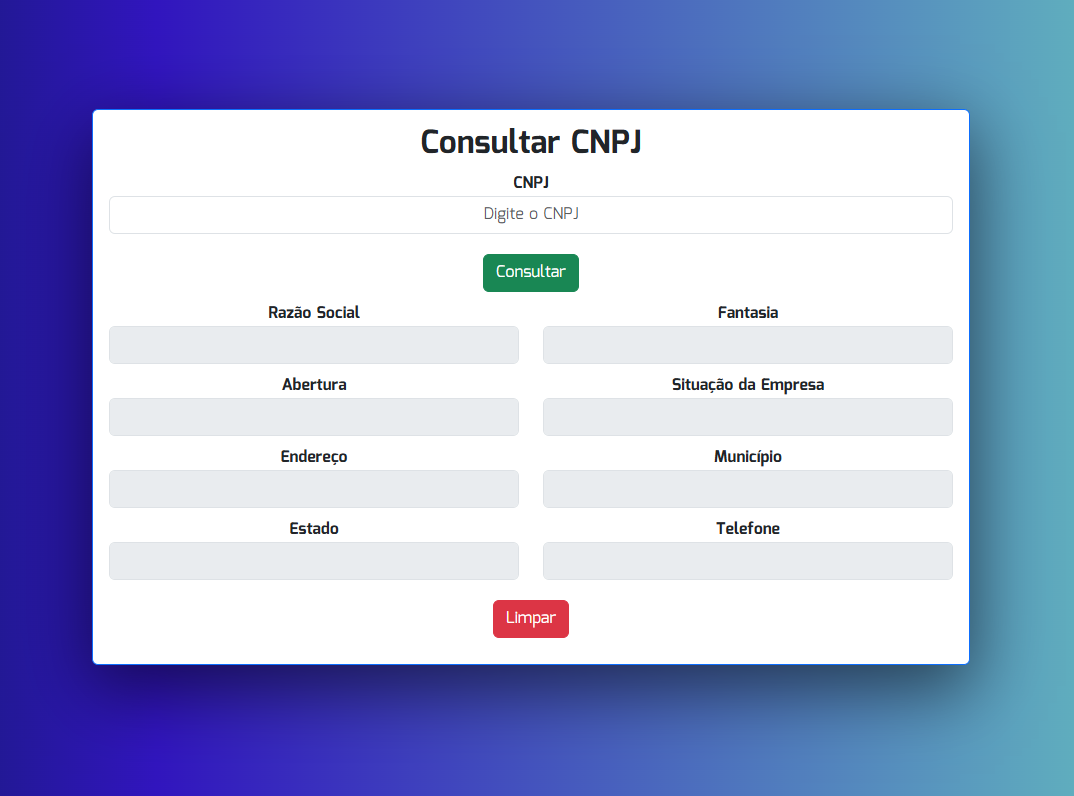 Consultar CNPJ
CNPJ
Digite o CNPJ
Consultar
Razão Social
Fantasia
Abertura
Situação da Empresa
Endereço
Município
Estado
Telefone
Limpar